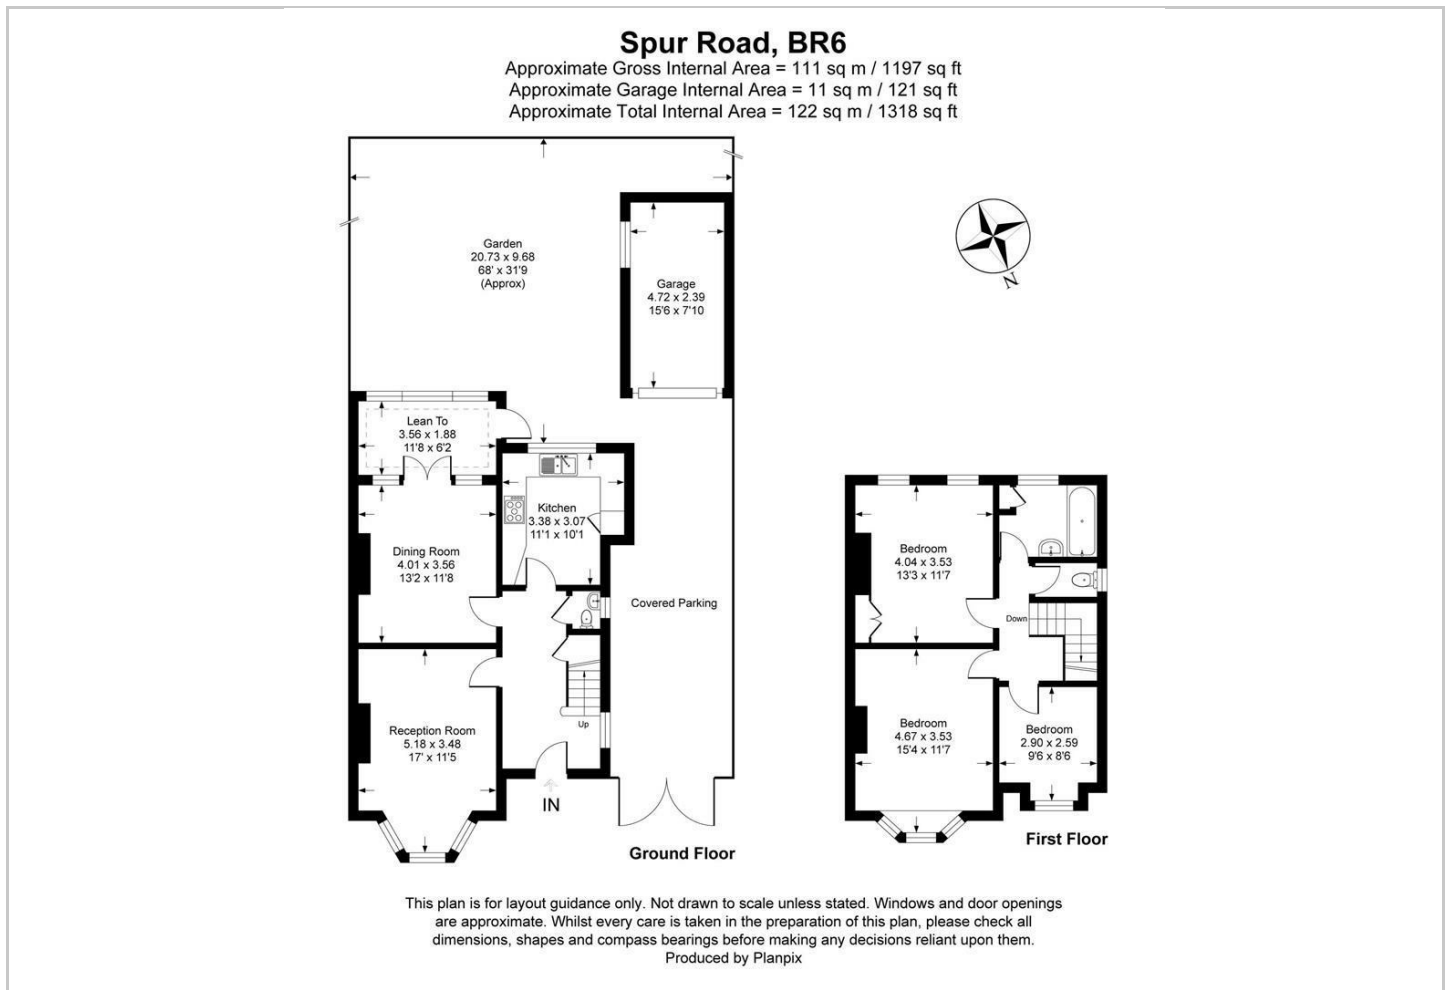 Spur Road, BR6
Approximate Gross Internal Area = 111 sq m / 1197 sq ft
Approximate Garage Internal Area = 11 sq m / 121 sq ft
Approximate Total Internal Area = 122 sq m / 1318 sq ft
Garden
20.73 x 9.68
68' x 31'9
(Approx)
Garage
4.72 x 2.39
15'6 x 7'10
N
Lean To
3.56 x 1.88
11'8 x 6'2
Kitchen
3.38 x 3.07
11'1 x 10'1
Dining Room
4.01 x 3.56
13'2 x 11'8
Covered Parking
Reception Room
5.18 x 3.48
17' x 11'5
Up
IN
Ground Floor
Bedroom
4.04 x 3.53
13'3 x 11'7
Down
Bedroom
4.67 x 3.53
15'4 x 11'7
Bedroom
2.90 x 2.59
9'6 x 8'6
First Floor
This plan is for layout guidance only. Not drawn to scale unless stated. Windows and door openings
are approximate. Whilst every care is taken in the preparation of this plan, please check all
dimensions, shapes and compass bearings before making any decisions reliant upon them.
Produced by Planpix